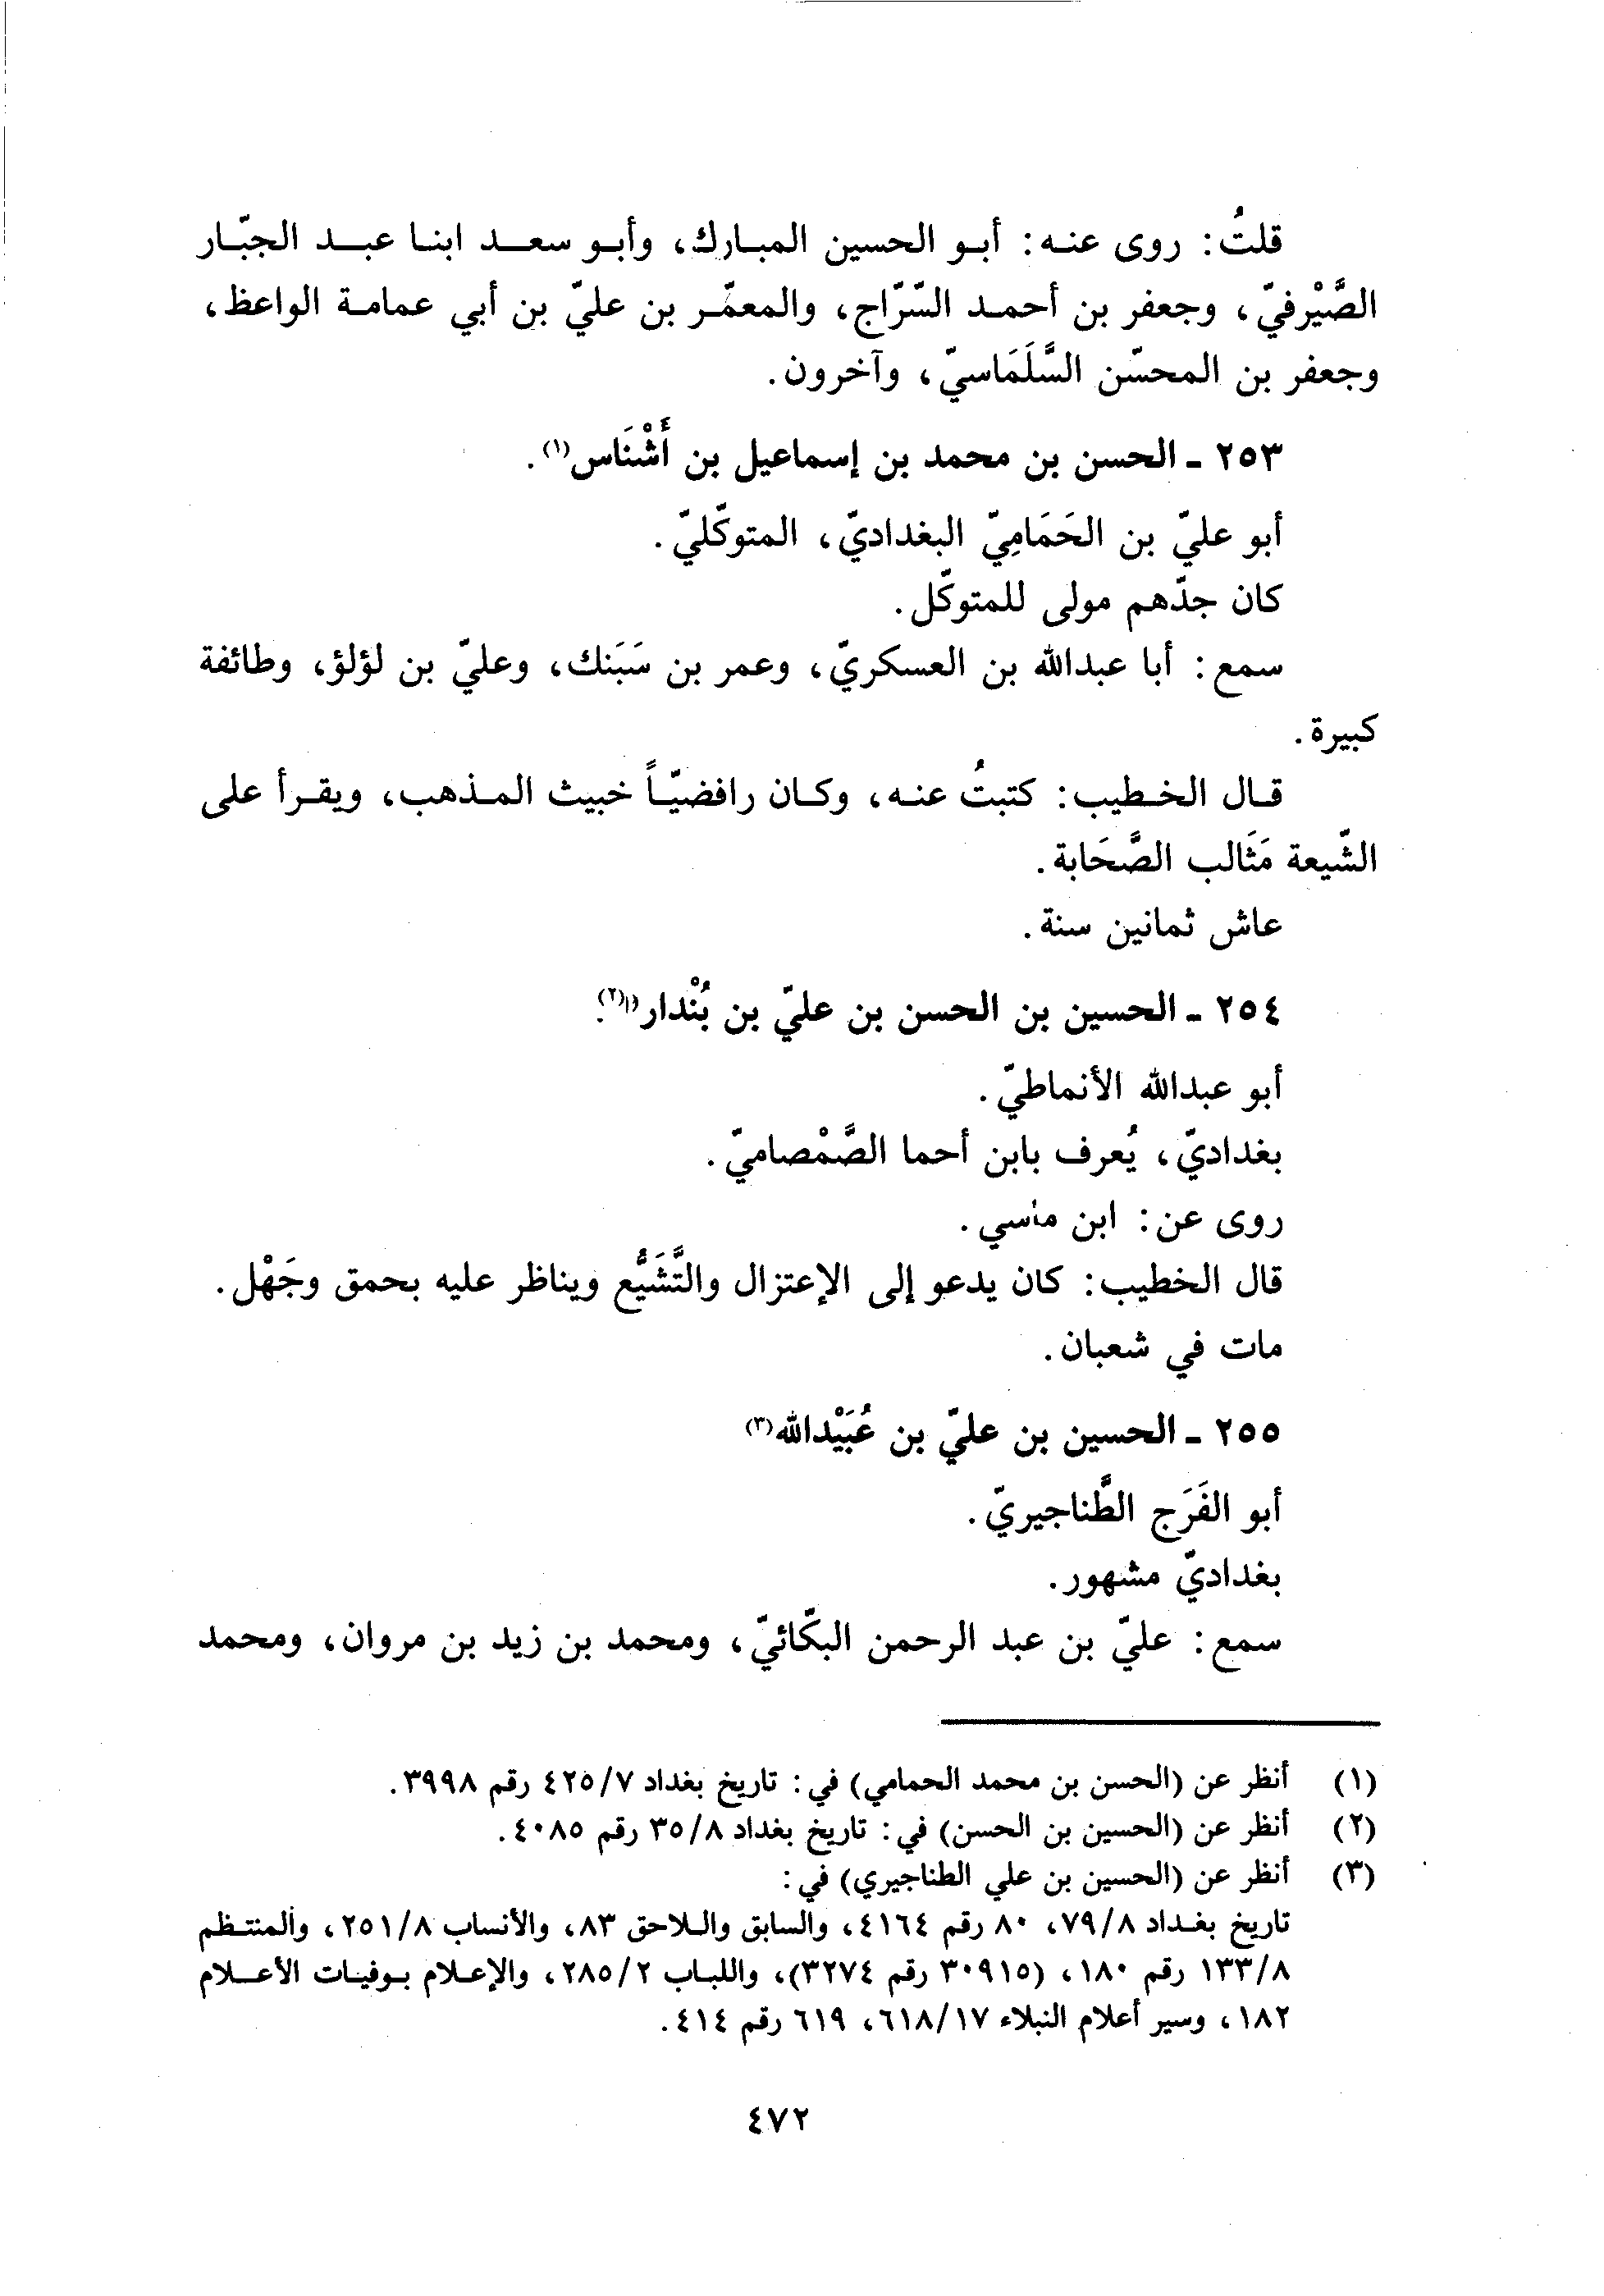 قلتُ: روى عنه: أبو الحسين المبارك، وأبو سعد ابنا عبد الجبّار
الصَّيْرفيّ، وجعفر بن أحمد السّرّاج، والمعمّر بن عليّ بن أبي عمامة الواعظ،
وجعفر بن المحسّن السَّلَمَاسيّ، وآخرون.
٢٥٣ ـ الحسن بن محمد بن إسماعيل بن أَشْنَاس(١).
أبو عليّ بن الحَمَامِيّ البغداديّ، المتوكّليّ.
كان جدّهم مولى للمتوكّل.
سمع: أبا عبدالله بن العسكريّ، وعمر بن سَبَنك، وعليّ بن لؤلؤ، وطائفة
كبيرة.
قال الخطيب: كتبتُ عنه، وكان رافضيّاً خبيث المذهب، ويقرأ على
الشّيعة مَثَالب الصَّحَابة.
عاش ثمانين سنة.
٢٥٤ ـ الحسين بن الحسن بن عليّ بن بُنْدار(٢).
أبو عبدالله الأنماطيّ.
بغداديّ، يُعرف بابن أحما الصَّمْصاميّ.
روى عن: ابن ماسي.
قال الخطيب: كان يدعو إلى الإعتزال والتَّشَيُّع ويناظر عليه بحمق وجَهْل.
مات في شعبان.
٢٥٥ ـ الحسين بن عليّ بن عُبَيْدالله(٣)
أبو الفَرَج الطَّناجيريّ.
بغداديّ مشهور.
سمع: عليّ بن عبد الرحمن البكّائيّ، ومحمد بن زيد بن مروان، ومحمد
(١) أنظر عن (الحسن بن محمد الحمامي) في: تاريخ بغداد ٤٢٥/٧ رقم ٣٩٩٨.
(٢) أنظر عن (الحسين بن الحسن) في: تاريخ بغداد ٣٥/٨ رقم ٤٠٨٥.
(٣) أنظر عن (الحسين بن علي الطناجيري) في:
تاريخ بغداد ٧٩/٨، ٨٠ رقم ٤١٦٤، والسابق واللاحق ٨٣، والأنساب ٢٥١/٨، والمنتظم
١٣٣/٨ رقم ١٨٠، (٣٠٩١٥ رقم ٣٢٧٤)، واللباب ٢٨٥/٢، والإعلام بوفيات الأعلام
١٨٢، وسير أعلام النبلاء ٦١٨/١٧، ٦١٩ رقم ٤١٤.
٤٧٢